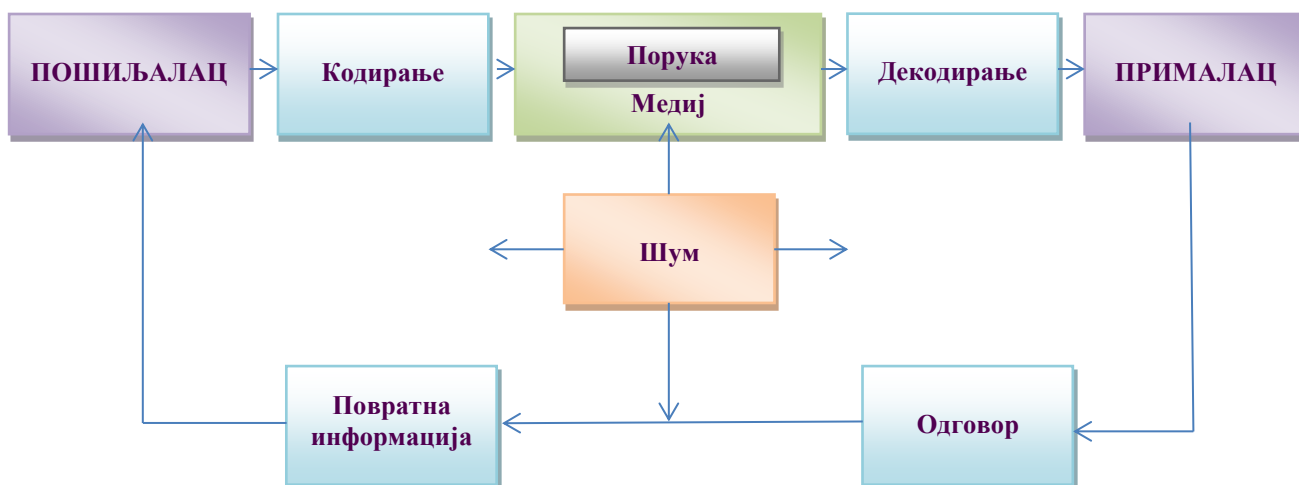 ПОШИЉАЛАЦ
Кодирање
Порука
Медиј
Декодирање
ПРИМАЛАЦ
Шум
Повратна
информација
Одговор